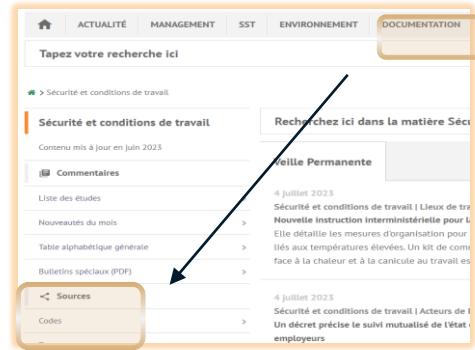 ACTUALITÉ MANAGEMENT SST ENVIRONNEMENT DOCUMENTATION
Tapez votre recherche ici
> Sécurité et conditions de travail
Sécurité et conditions de travail
Contenu mis à jour en juin 2023
Commentaires
Liste des études
Nouveautés du mois >
Table alphabétique générale >
Bulletins spéciaux (PDF) >
Sources
Codes >
Recherchez ici dans la matière Sécu
Veille Permanente
4 juillet 2023
Sécurité et conditions de travail | Lieux de tra
Nouvelle instruction interministérielle pour l
Elle détaille les mesures d'organisation pour
liés aux températures élevées. Un kit de com
face à la chaleur et à la canicule au travail es
4 juillet 2023
Sécurité et conditions de travail | Acteurs de
Un décret précise le suivi mutualisé de l'état
employeurs